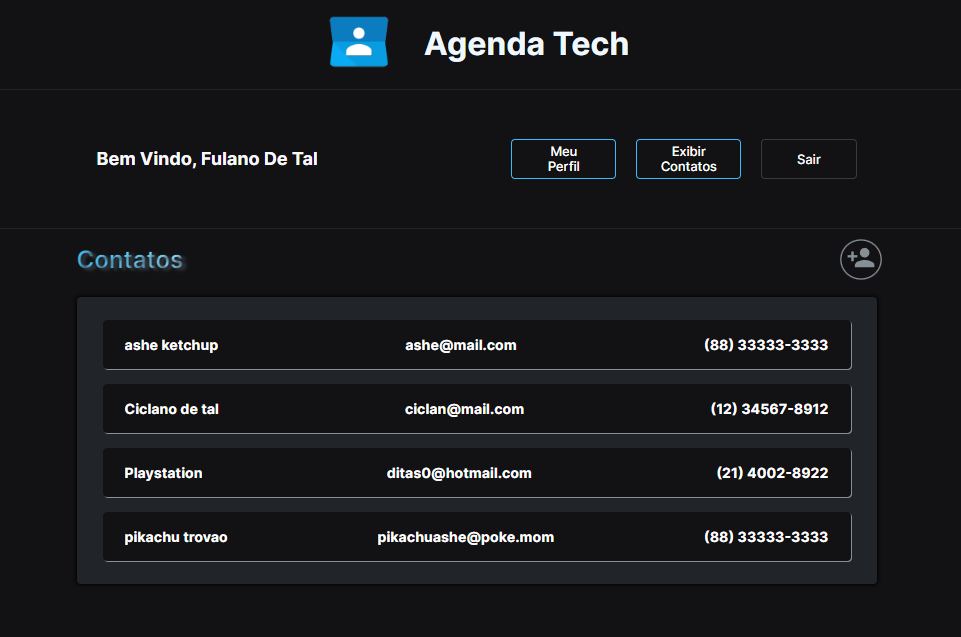 Agenda Tech
Bem Vindo, Fulano De Tal
Meu
Perfil
Exibir
Contatos
Sair
Contatos
ashe ketchup ashe@mail.com (88) 33333-3333
Ciclano de tal ciclan@mail.com (12) 34567-8912
Playstation ditas0@hotmail.com (21) 4002-8922
pikachu trovao pikachuashe@poke.mom (88) 33333-3333